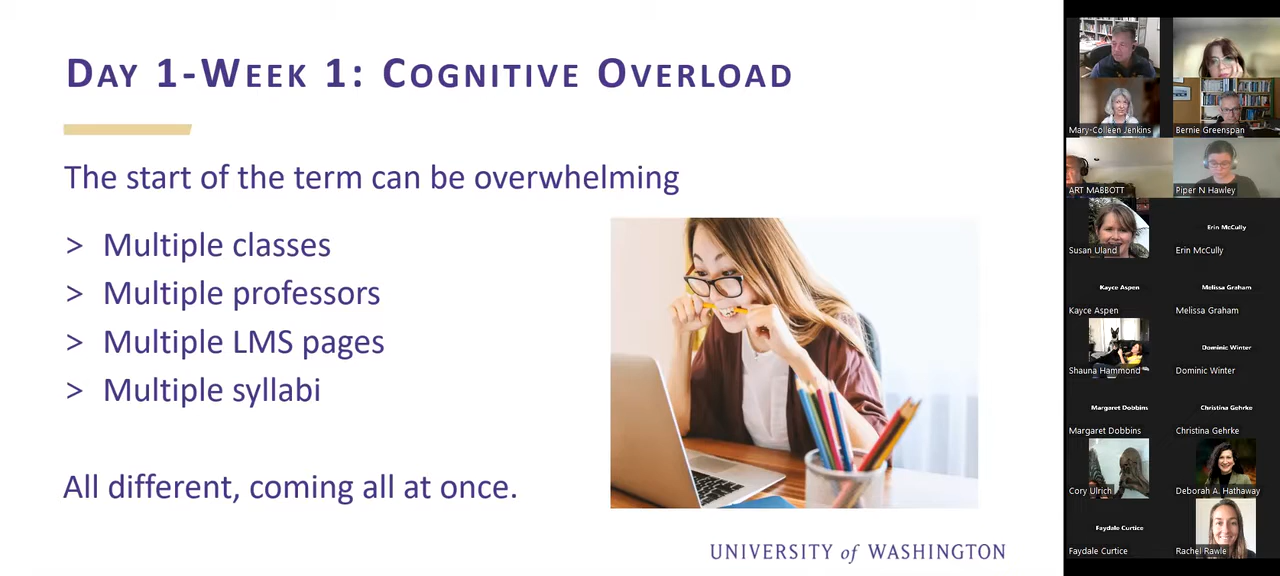 DAY 1-WEEK 1: COGNITIVE OVERLOAD
The start of the term can be overwhelming
> Multiple classes
> Multiple professors
> Multiple LMS pages
> Multiple syllabi
All different, coming all at once.
UNIVERSITY of WASHINGTON
Mary-Colleen Jenkins
Bernie Greenspan
ART MABBOTT
Piper N Hawley
Susan Uland
Erin McCully
Erin McCully
Kayce Aspen
Melissa Graham
Kayce Aspen
Melissa Graham
Dominic Winter
Shauna Hammond
Dominic Winter
Margaret Dobbins
Christina Gehrke
Margaret Dobbins
Christina Gehrke
Cory Ulrich
Deborah A. Hathaway
Faydale Curtice
Faydale Curtice
Rachel Rawle